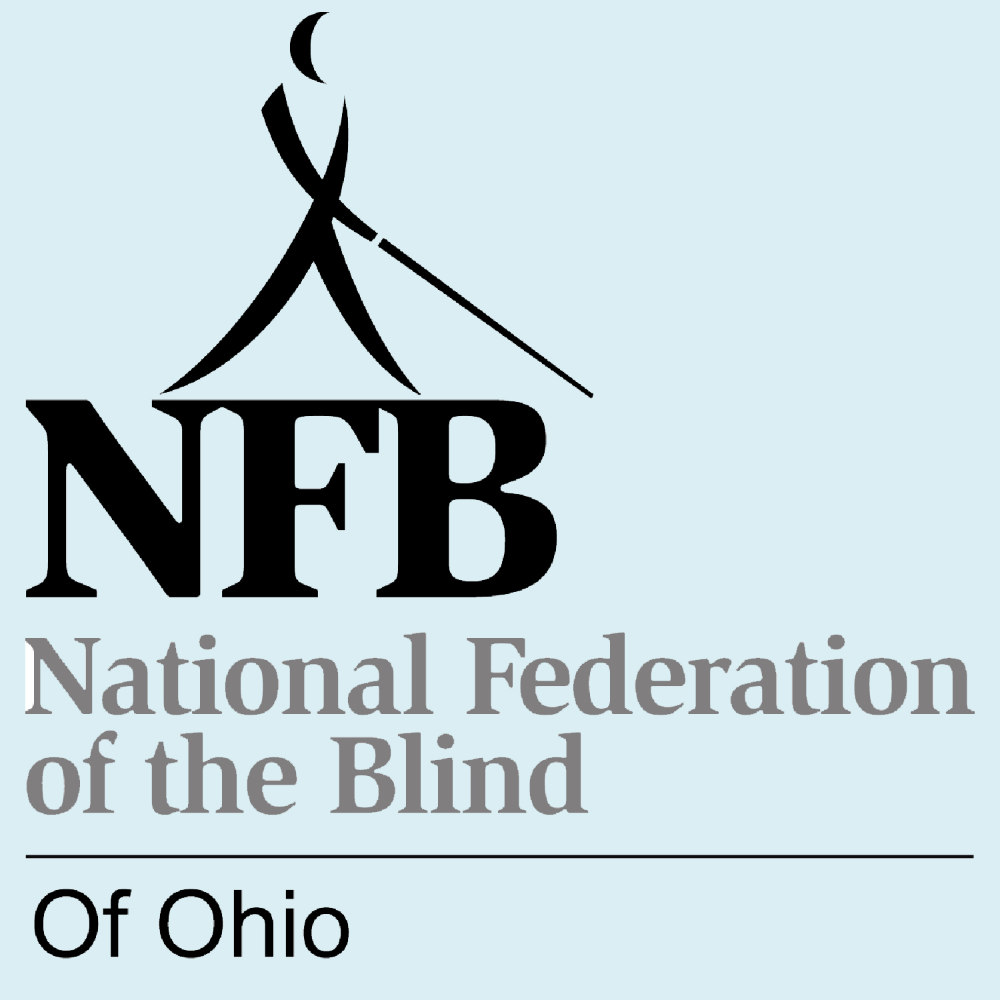 NFB
National Federation
of the Blind
Of Ohio